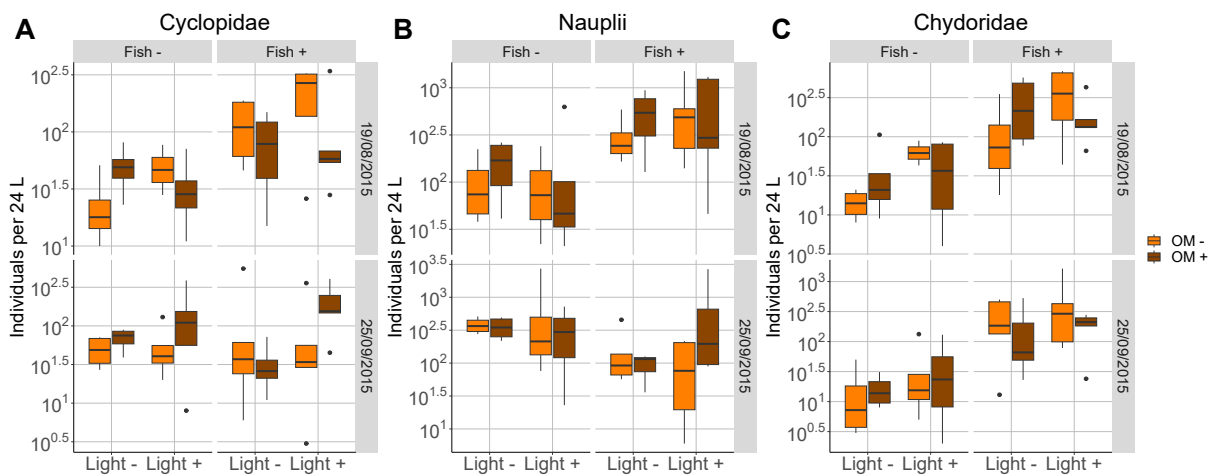 A Cyclopidae
Fish - Fish +
10^2.5
10^2
10^1.5
10^1
19/08/2015
10^2.5
10^2
10^1.5
10^1
10^0.5
25/09/2015
Light - Light + Light - Light +
Individuals per 24 L
B Nauplii
Fish - Fish +
10^3
10^2.5
10^2
10^1.5
19/08/2015
10^3.5
10^3
10^2.5
10^2
10^1.5
10^1
25/09/2015
Light - Light + Light - Light +
Individuals per 24 L
C Chydoridae
Fish - Fish +
10^2.5
10^2
10^1.5
10^1
10^0.5
19/08/2015
10^3
10^2.5
10^2
10^1.5
10^1
10^0.5
25/09/2015
Light - Light + Light - Light +
Individuals per 24 L
OM -
OM +